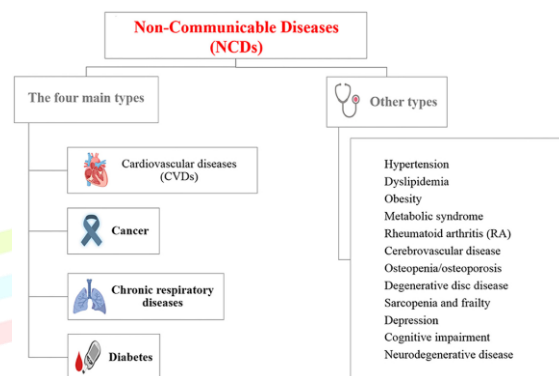 Non-Communicable Diseases
(NCDs)
The four main types
Other types
Cardiovascular diseases
(CVDs)
Cancer
Chronic respiratory
diseases
Diabetes
Hypertension
Dyslipidemia
Obesity
Metabolic syndrome
Rheumatoid arthritis (RA)
Cerebrovascular disease
Osteopenia/osteoporosis
Degenerative disc disease
Sarcopenia and frailty
Depression
Cognitive impairment
Neurodegenerative disease